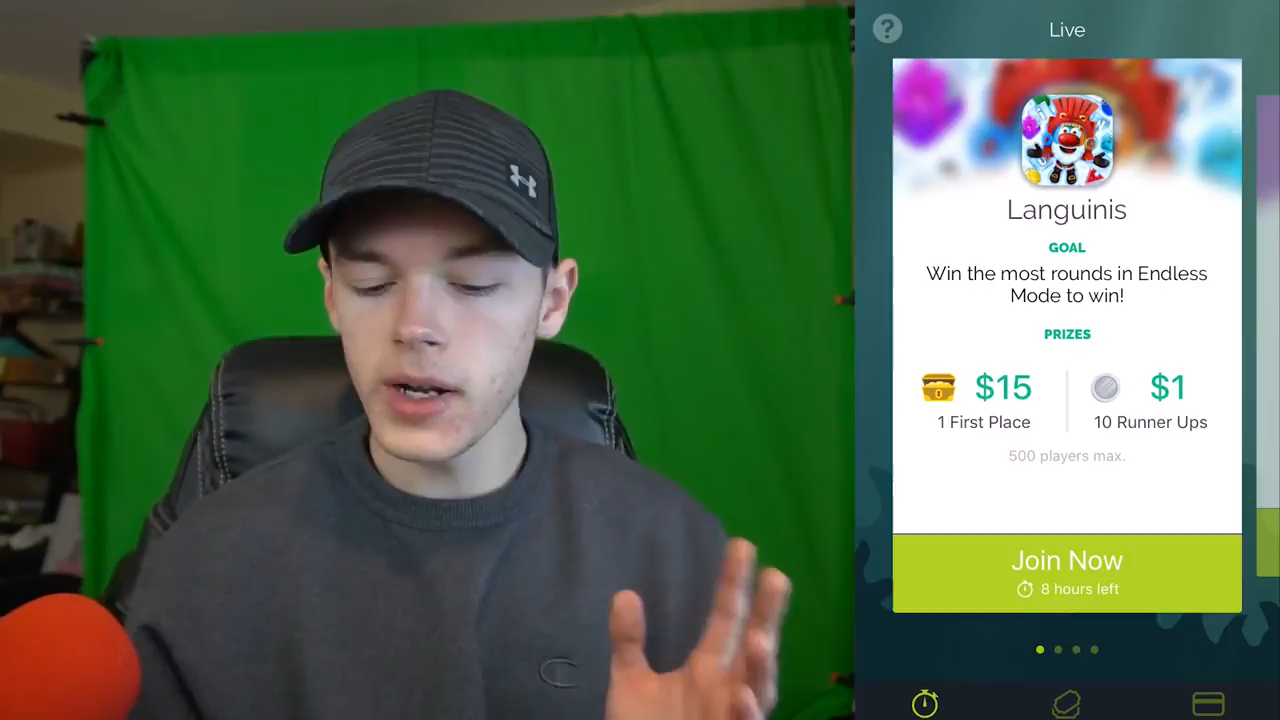 ?
Live
Languinis
GOAL
Win the most rounds in Endless
Mode to win!
PRIZES
$15
$1
1 First Place
10 Runner Ups
500 players max.
Join Now
8 hours left